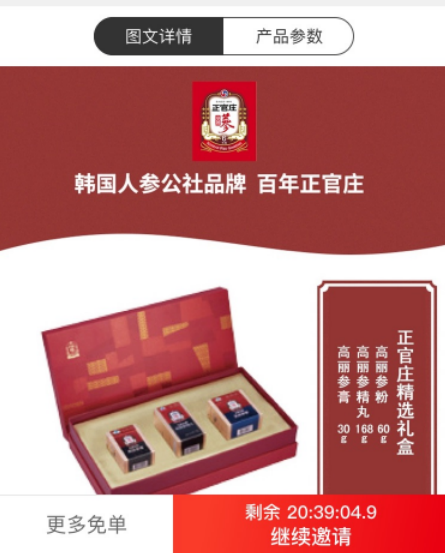 图文详情
产品参数
正官庄
韩国人参公社品牌 百年正官庄
正官庄精选礼盒
高丽参粉 60g
高丽参精丸 168g
高丽参膏 30g
更多免单
剩余 20:39:04.9
继续邀请